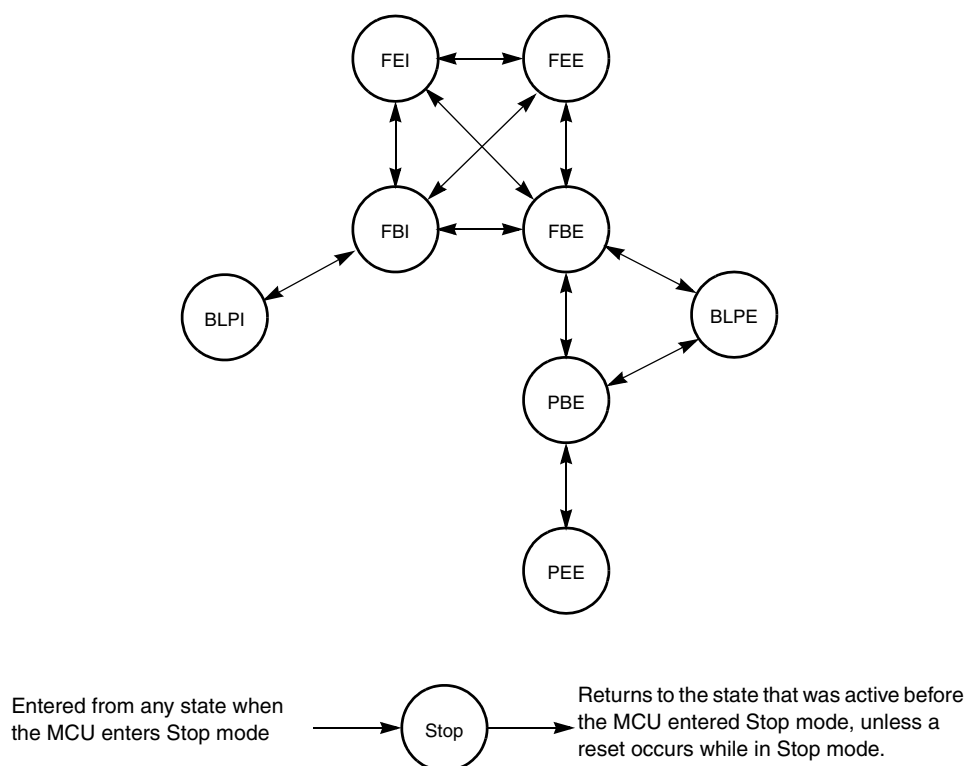 FEI
FEE
FBI
FBE
BLPI
BLPE
PBE
PEE
Entered from any state when
the MCU enters Stop mode
Stop
Returns to the state that was active before
the MCU entered Stop mode, unless a
reset occurs while in Stop mode.